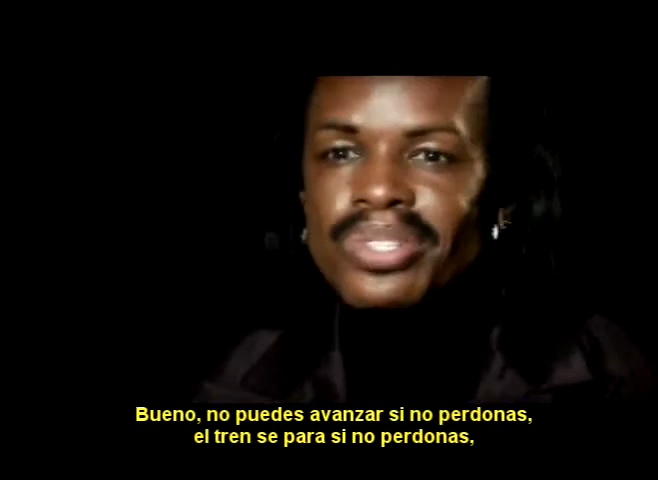 Bueno, no puedes avanzar si no perdonas,
el tren se para si no perdonas,